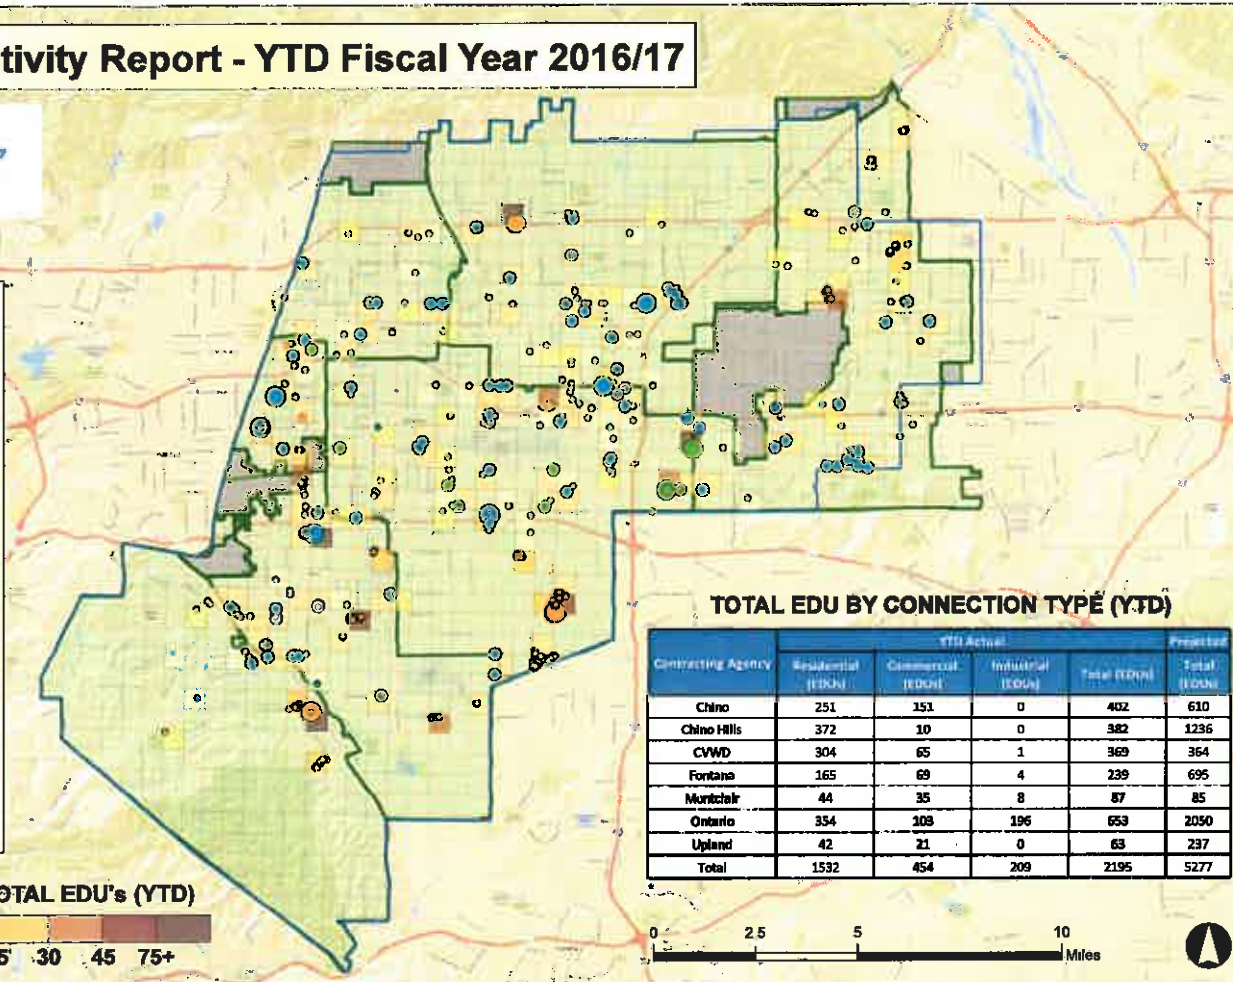 tivity Report - YTD Fiscal Year 2016/17
TOTAL EDU BY CONNECTION TYPE (YTD)
Contracting Agency YTD Actual Projected
Residential (EDUs) Commercial (EDUs) Industrial (EDUs) Total (EDUs) Total (EDUs)
Chino 251 151 0 402 610
Chino Hills 372 10 0 382 1236
CVWD 304 65 1 369 364
Fontana 165 69 4 239 695
Montclair 44 35 8 87 85
Ontario 354 103 196 653 2050
Upland 42 21 0 63 237
Total 1532 454 209 2195 5277
OTAL EDU's (YTD)
5 30 45 75+
0 2.5 5 10
Miles